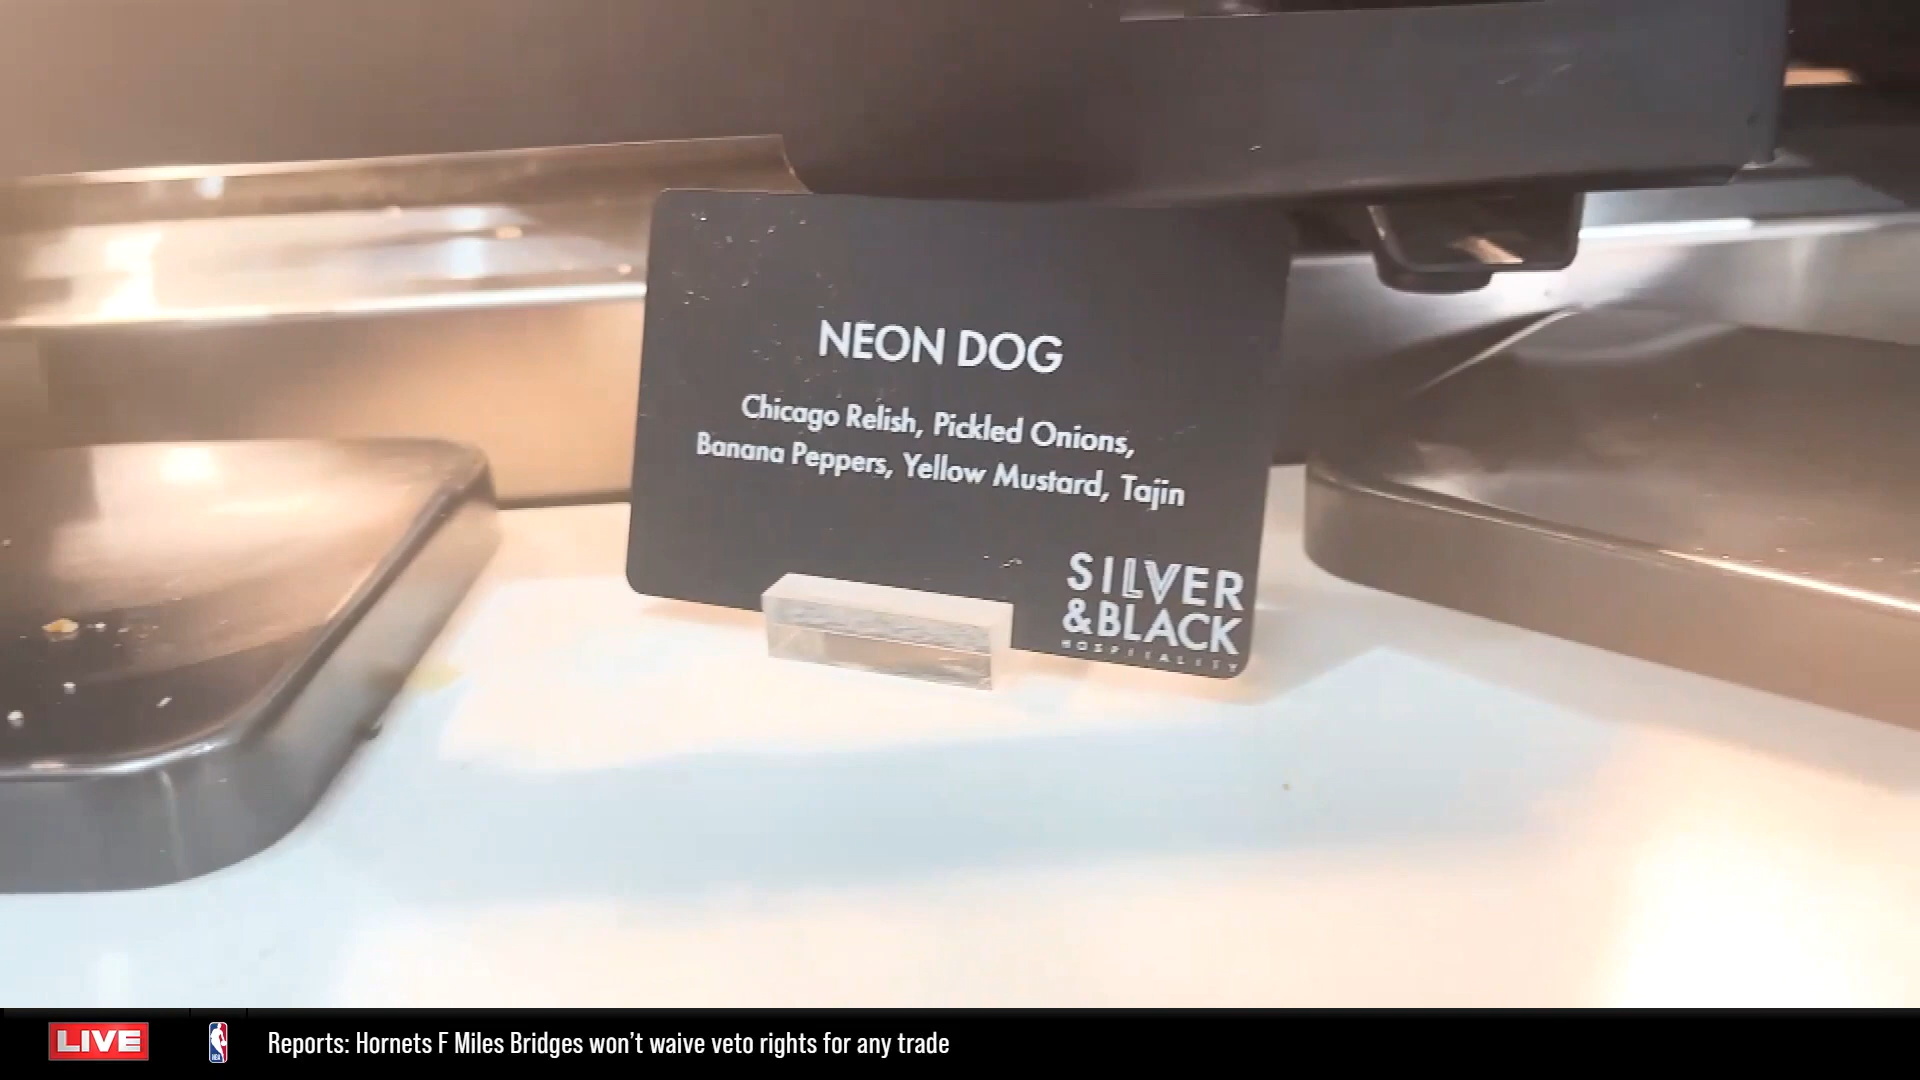 NEON DOG
Chicago Relish, Pickled Onions,
Banana Peppers, Yellow Mustard, Tajin
SILVER
&BLACK
HOSPITALITY
LIVE
NBA
Reports: Hornets F Miles Bridges won't waive veto rights for any trade